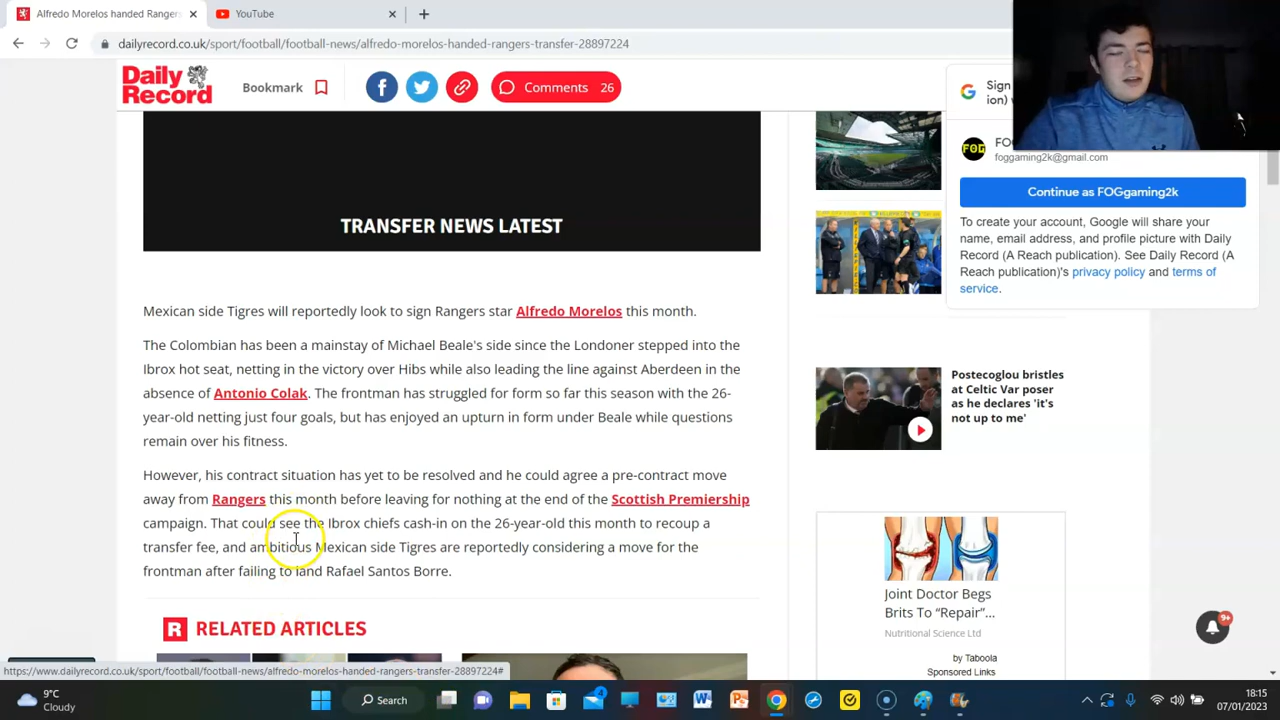 Alfredo Morelos handed Rangers
YouTube
dailyrecord.co.uk/sport/football/football-news/alfredo-morelos-handed-rangers-transfer-28897224
Daily
Record
Bookmark
Comments 26
TRANSFER NEWS LATEST
Mexican side Tigres will reportedly look to sign Rangers star Alfredo Morelos this month.
The Colombian has been a mainstay of Michael Beale's side since the Londoner stepped into the
Ibrox hot seat, netting in the victory over Hibs while also leading the line against Aberdeen in the
absence of Antonio Colak. The frontman has struggled for form so far this season with the 26-
year-old netting just four goals, but has enjoyed an upturn in form under Beale while questions
remain over his fitness.
However, his contract situation has yet to be resolved and he could agree a pre-contract move
away from Rangers this month before leaving for nothing at the end of the Scottish Premiership
campaign. That could see the Ibrox chiefs cash-in on the 26-year-old this month to recoup a
transfer fee, and ambitious Mexican side Tigres are reportedly considering a move for the
frontman after failing to land Rafael Santos Borre.
R RELATED ARTICLES
Sign
ion)
FOG
FOG
foggaming2k@gmail.com
Continue as FOGgaming2k
To create your account, Google will share your
name, email address, and profile picture with Daily
Record (A Reach publication). See Daily Record (A
Reach publication)'s privacy policy and terms of
service.
Postecoglou bristles
at Celtic Var poser
as he declares 'it's
not up to me'
Joint Doctor Begs
Brits To “Repair”...
Nutritional Science Ltd
by Taboola
Sponsored Links
9+
https://www.dailyrecord.co.uk/sport/football/football-news/alfredo-morelos-handed-rangers-transfer-28897224#
9°C
Cloudy
Search
18:15
07/01/2023